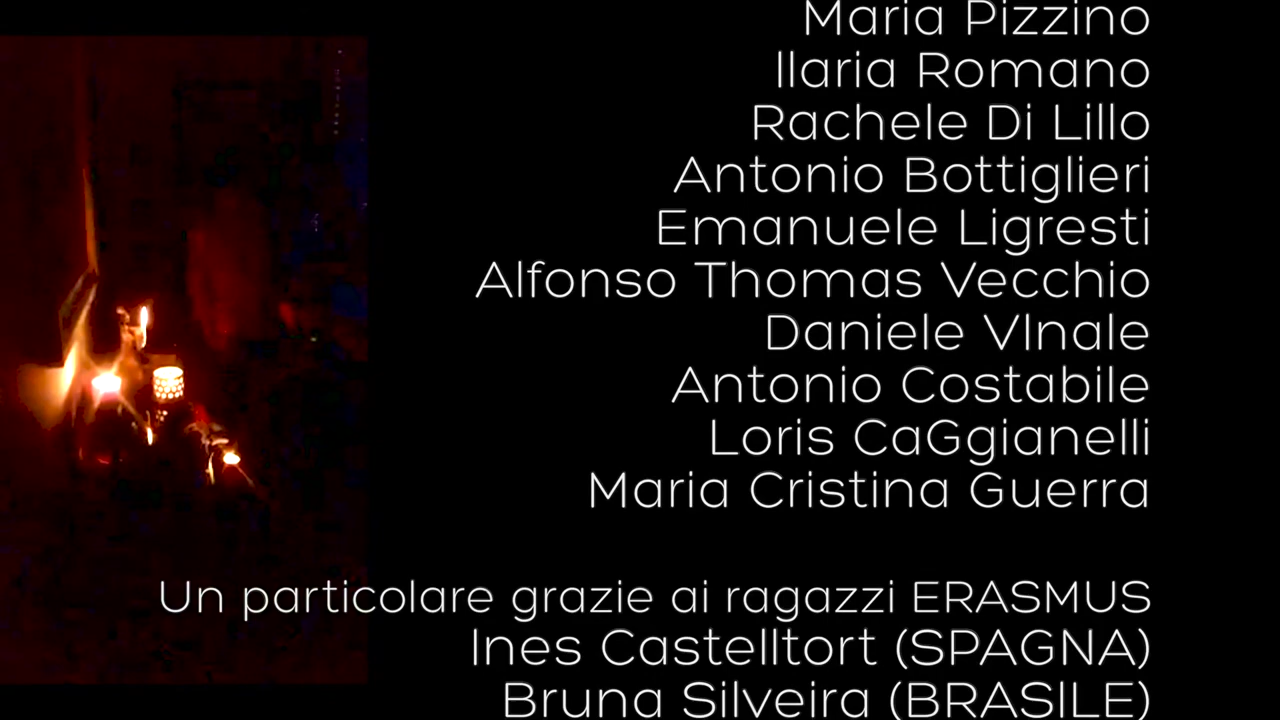 Maria Pizzino
Ilaria Romano
Rachele Di Lillo
Antonio Bottiglieri
Emanuele Ligresti
Alfonso Thomas Vecchio
Daniele VInale
Antonio Costabile
Loris CaGgianelli
Maria Cristina Guerra
Un particolare grazie ai ragazzi ERASMUS
Ines Castelltort (SPAGNA)
Bruna Silveira (BRASILE)